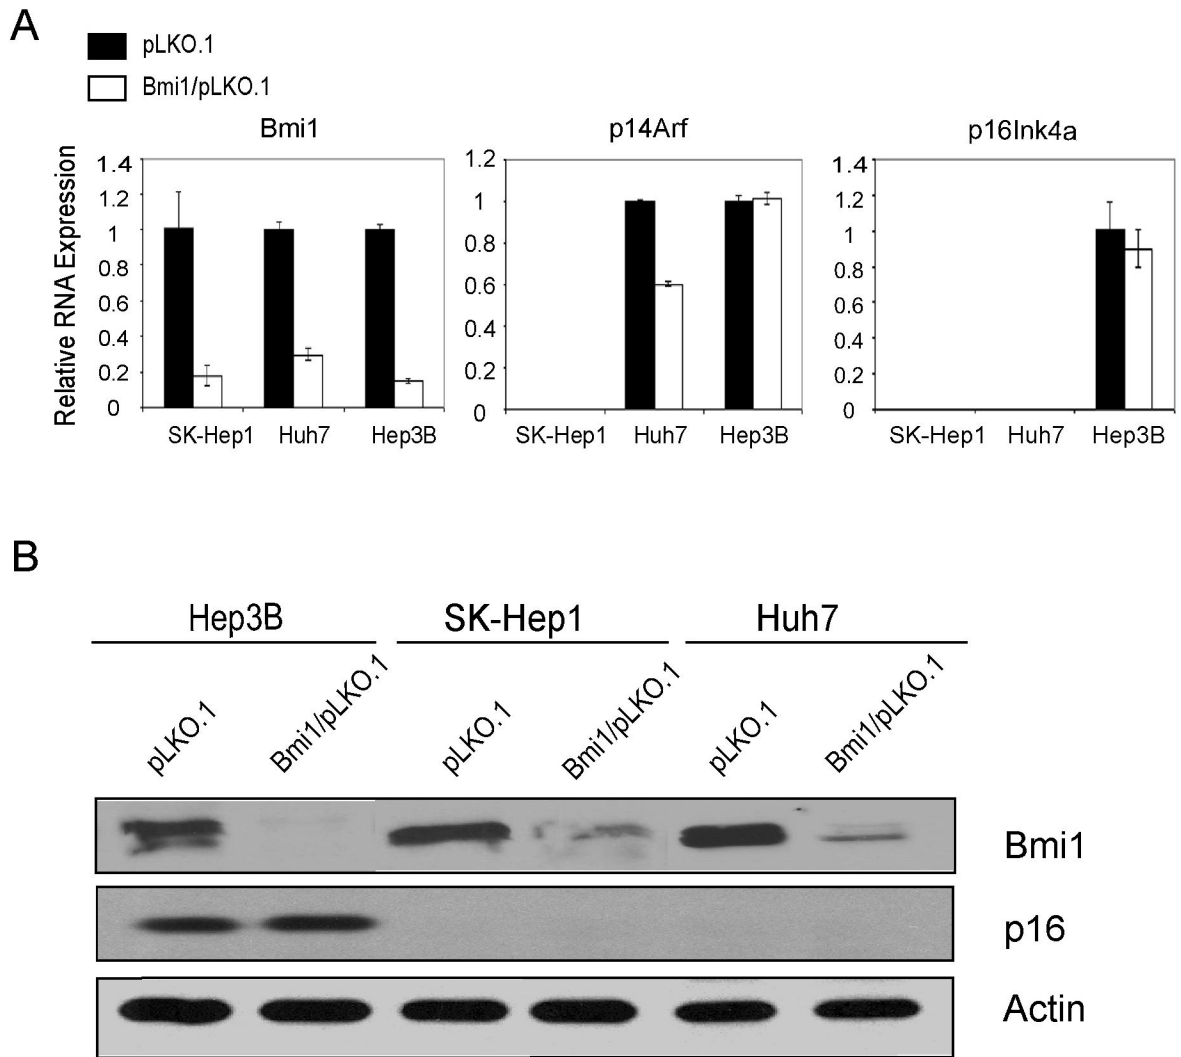 A
pLKO.1
Bmi1/pLKO.1
Bmi1
Relative RNA Expression
1.4
1.2
1
0.8
0.6
0.4
0.2
0
SK-Hep1 Huh7 Hep3B
p14Arf
1.2
1
0.8
0.6
0.4
0.2
0
SK-Hep1 Huh7 Hep3B
p16Ink4a
1.4
1.2
1
0.8
0.6
0.4
0.2
0
SK-Hep1 Huh7 Hep3B
B
Hep3B SK-Hep1 Huh7
pLKO.1 Bmi1/pLKO.1 pLKO.1 Bmi1/pLKO.1 pLKO.1 Bmi1/pLKO.1
Bmi1
p16
Actin